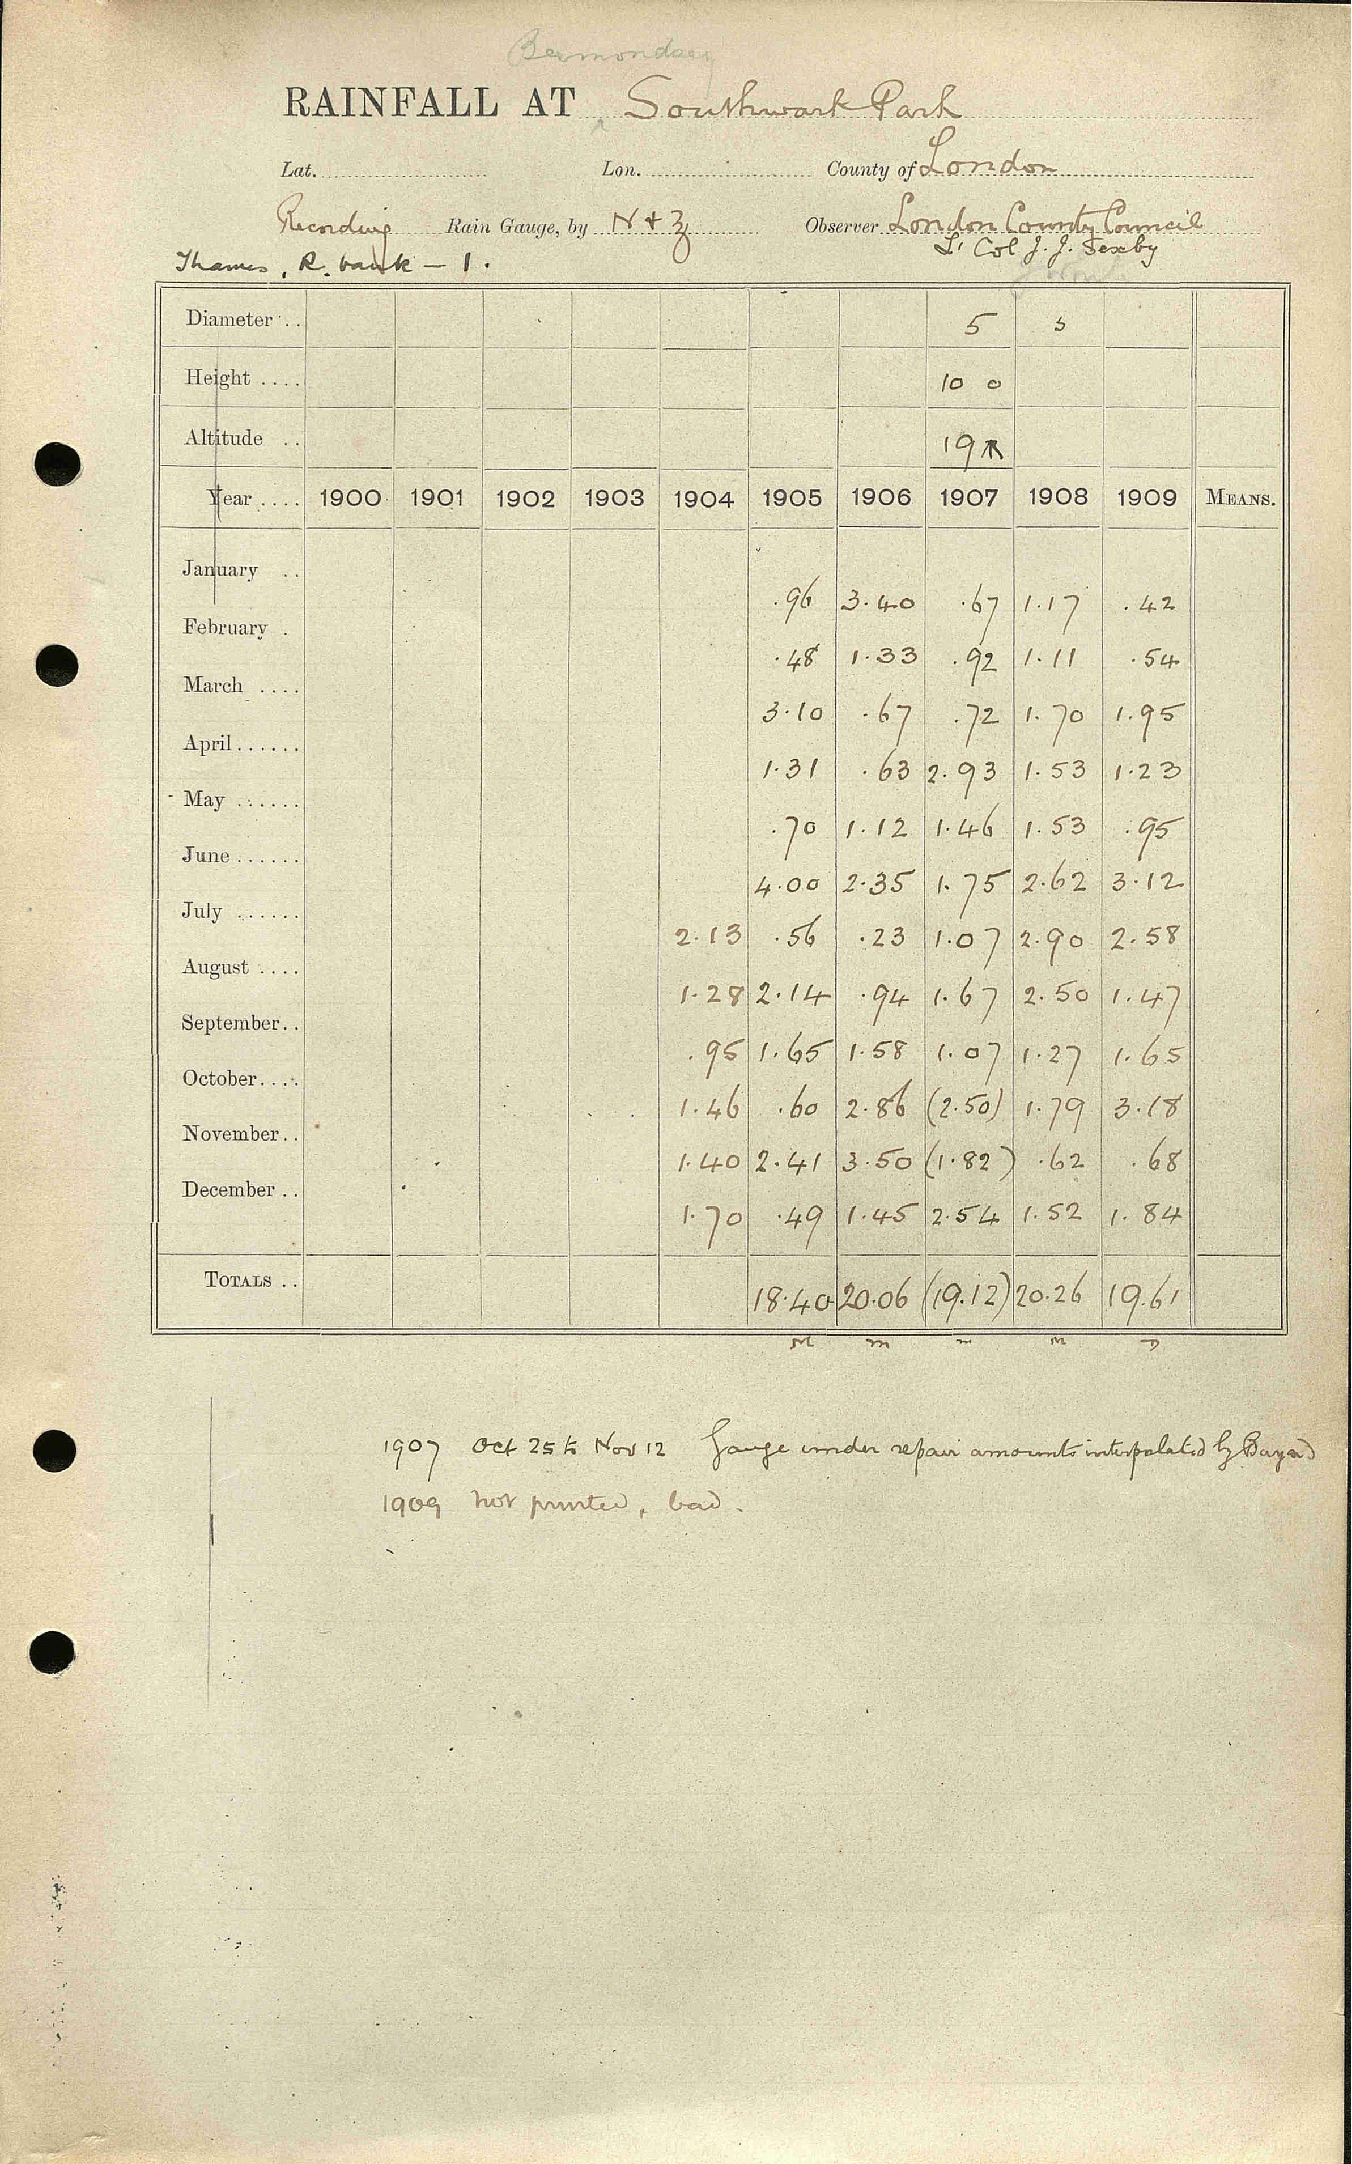 Bermondsey
RAINFALL AT Southwark Park
Lat. Lon. County of London
Recording Rain Gauge, by N & Z Observer London County Council
Thames, R. bank - 1. Lt Col J. J. Sexby
Diameter .. 5 5
Height .... 10 0
Altitude .. 19
Year .... 1900 1901 1902 1903 1904 1905 1906 1907 1908 1909 MEANS.
January .. .96 3.40 .67 1.17 .42
February . .48 1.33 .92 1.11 .54
March .... 3.10 .67 .72 1.70 1.95
April ...... 1.31 .63 2.93 1.53 1.23
May ...... .70 1.12 1.46 1.53 .95
June ...... 4.00 2.35 1.75 2.62 3.12
July ...... 2.13 .56 .23 1.07 2.90 2.58
August .... 1.28 2.14 .94 1.67 2.50 1.47
September.. .95 1.65 1.58 1.07 1.27 1.65
October.... 1.46 .60 2.86 (2.50) 1.79 3.18
November.. 1.40 2.41 3.50 (1.82) .62 .68
December .. 1.70 .49 1.45 2.54 1.52 1.84
TOTALS .. 18.40 20.06 (19.12) 20.26 19.61
M m m M D
1907 Oct 25 to Nov 12 Gauge under repair amounts interpolated by Bayard
1909 not printed, bad.